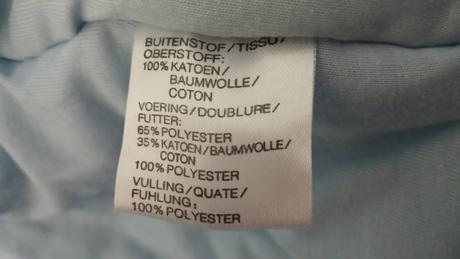 BUITENSTOF/TISSU/
OBERSTOFF:
100% KATOEN/
BAUMWOLLE/
COTON
VOERING/DOUBLURE/
FUTTER:
65% POLYESTER
35% KATOEN/BAUMWOLLE/
COTON
100% POLYESTER
VULLING/QUATE/
FUHLUNG:
100% POLYESTER